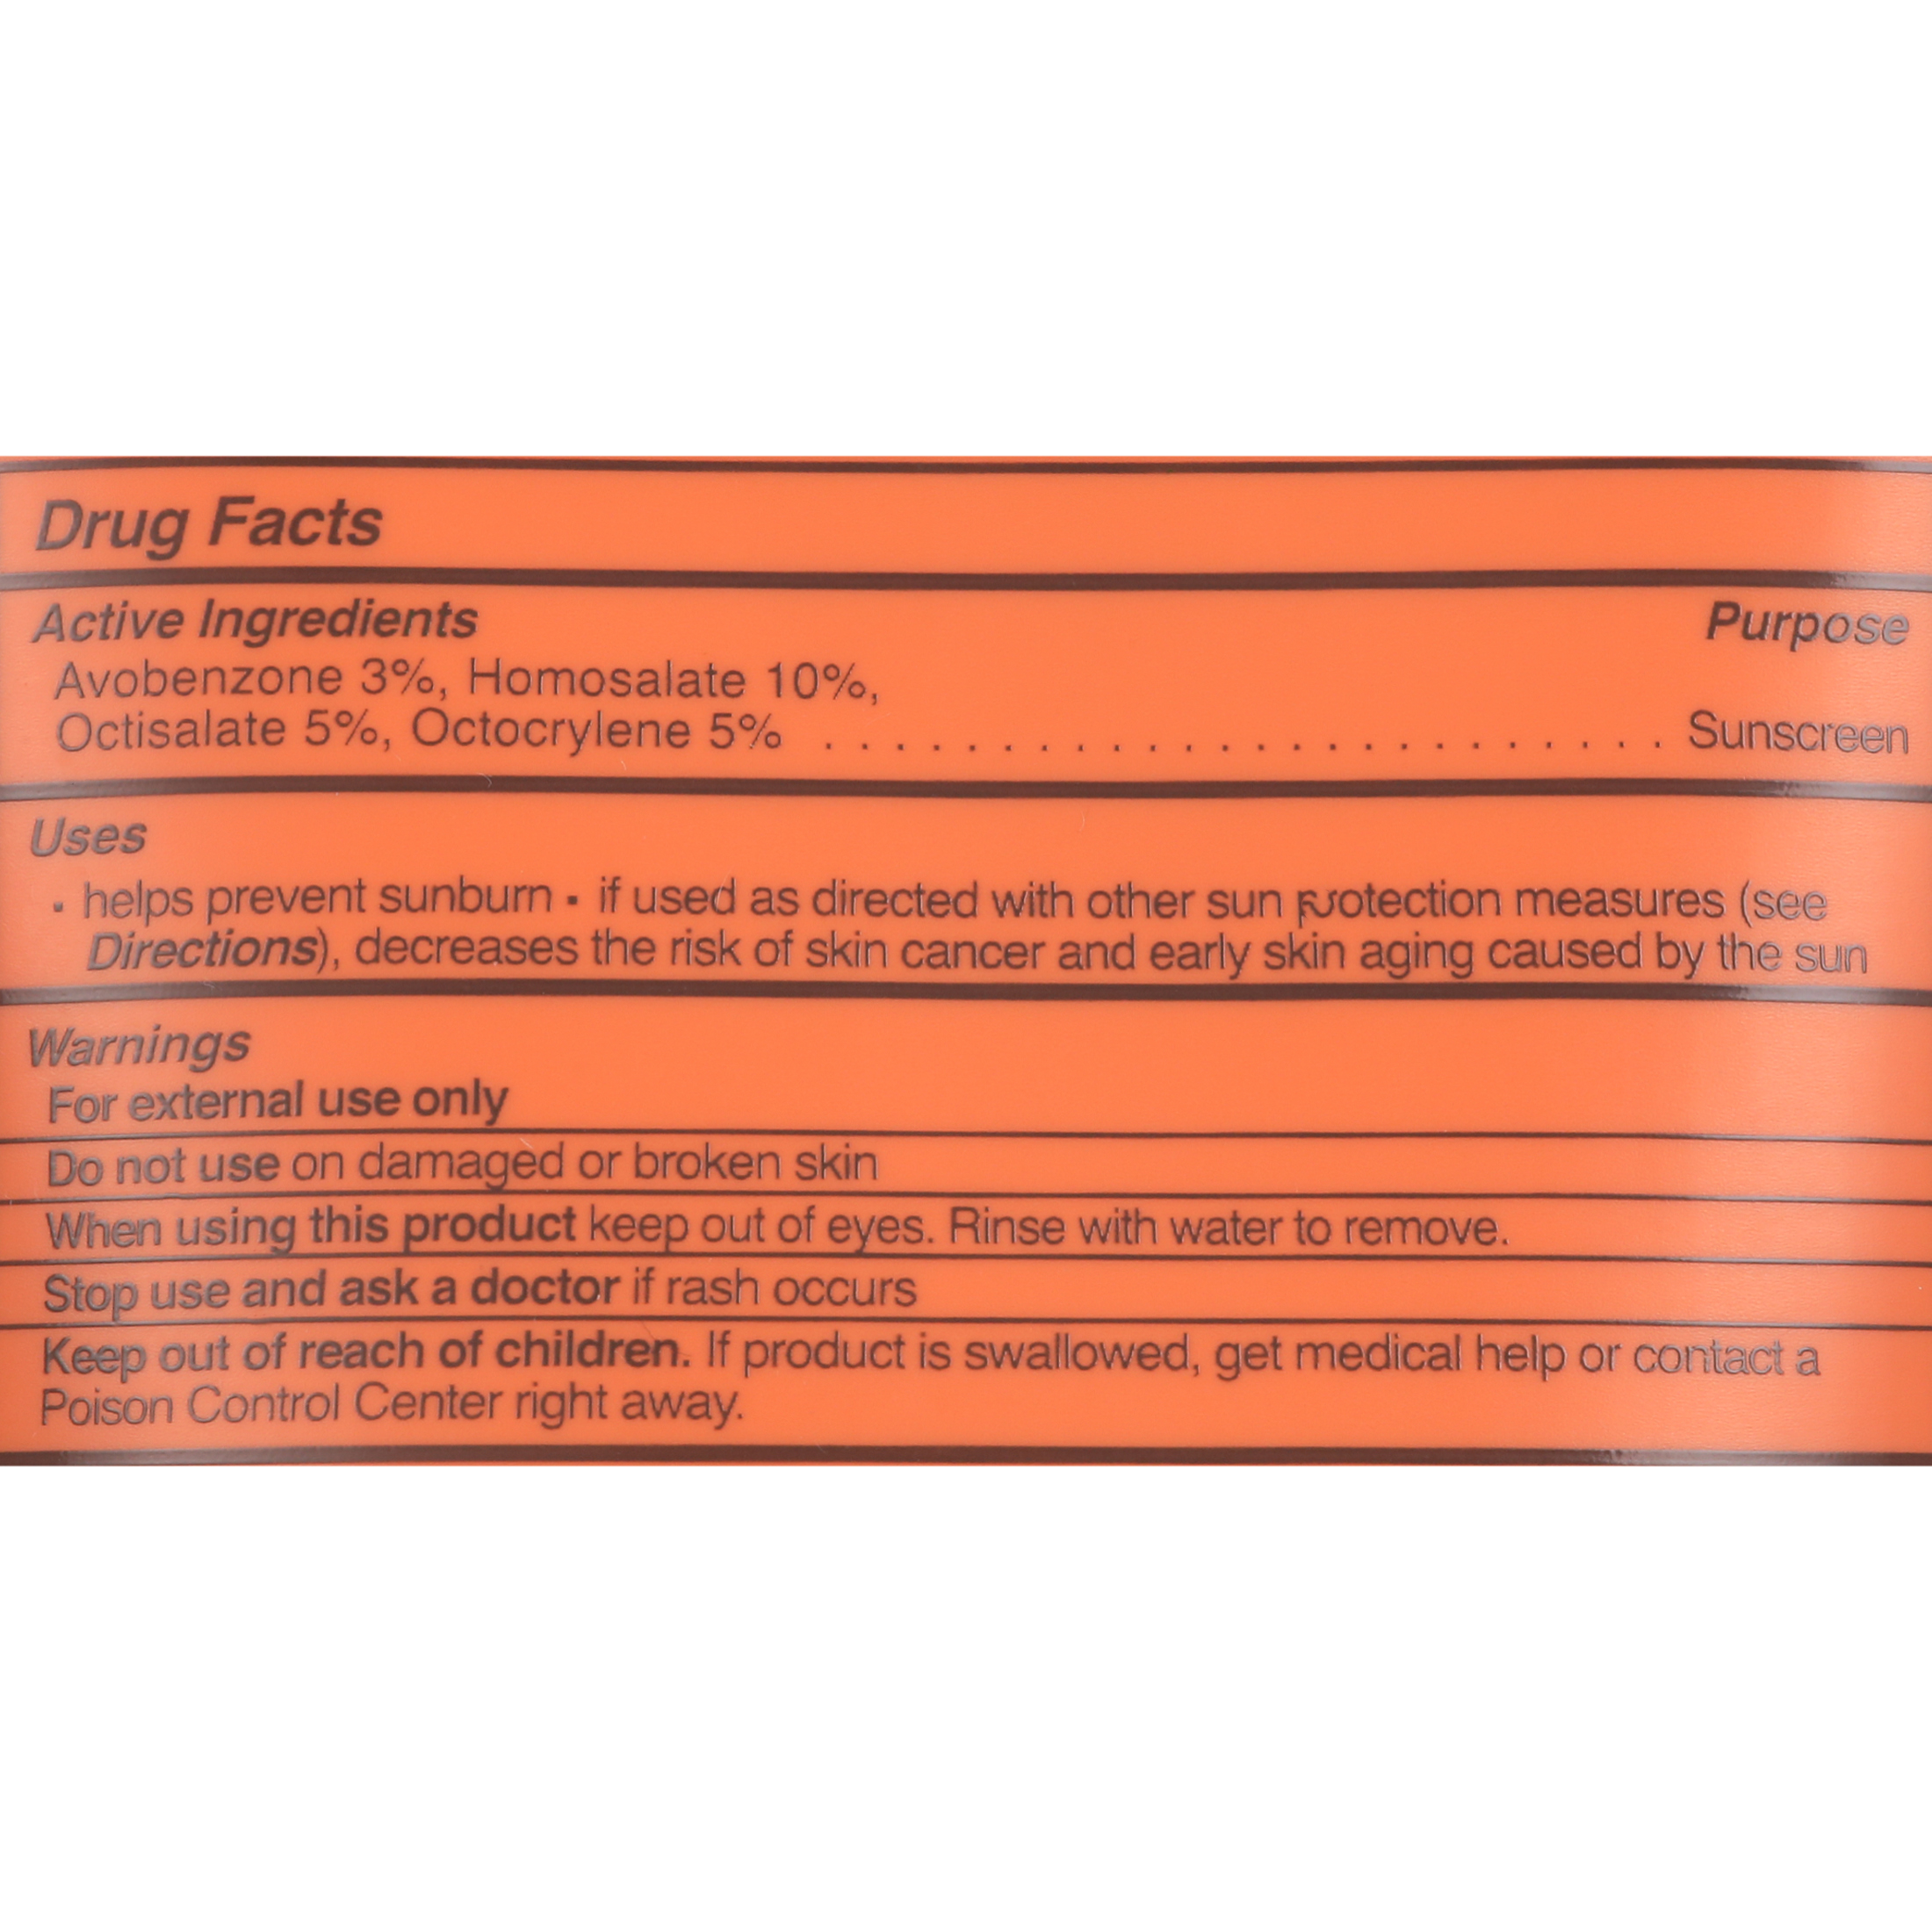 Drug Facts
Active Ingredients Purpose
Avobenzone 3%, Homosalate 10%,
Octisalate 5%, Octocrylene 5% . . . . . . . . . . . . . . . . . . . . . . . . Sunscreen
Uses
▪ helps prevent sunburn ▪ if used as directed with other sun protection measures (see
Directions), decreases the risk of skin cancer and early skin aging caused by the sun
Warnings
For external use only
Do not use on damaged or broken skin
When using this product keep out of eyes. Rinse with water to remove.
Stop use and ask a doctor if rash occurs
Keep out of reach of children. If product is swallowed, get medical help or contact a
Poison Control Center right away.